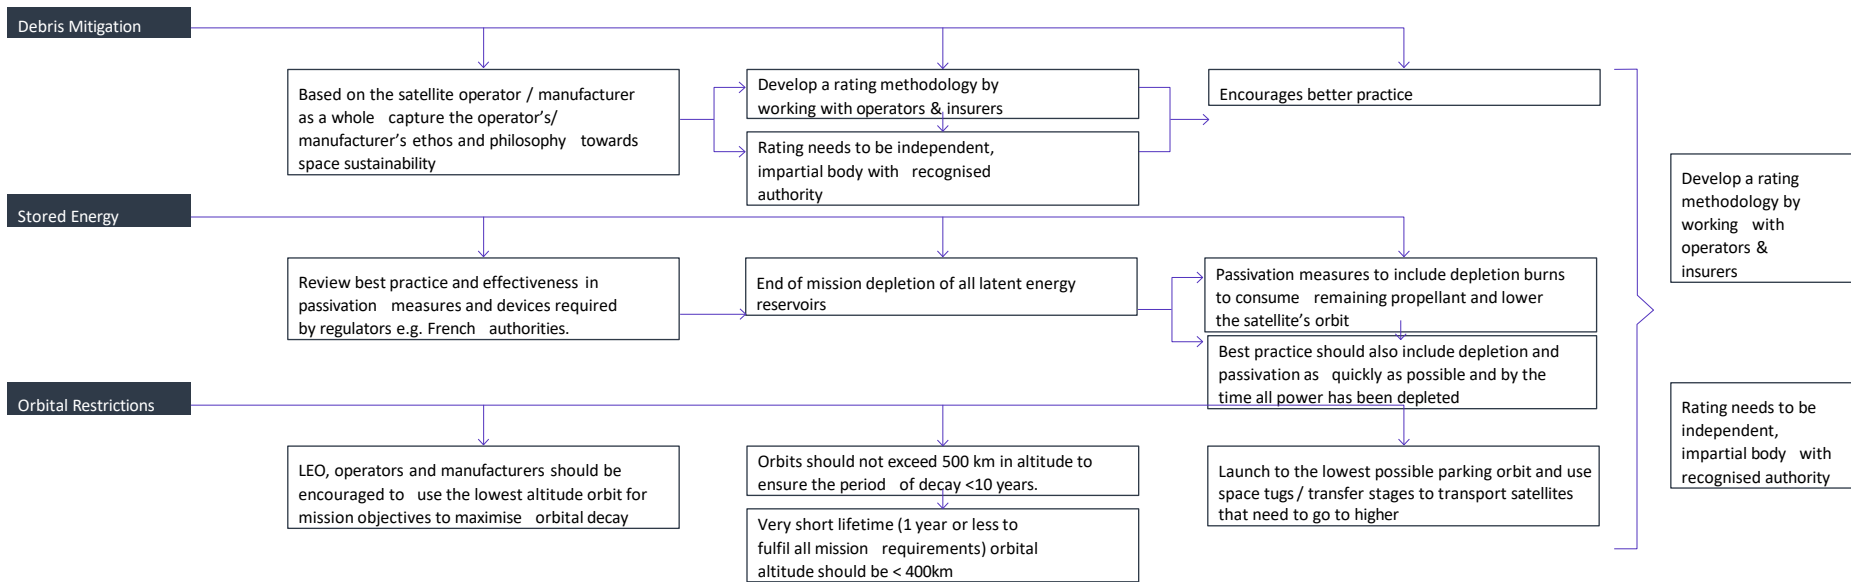 Debris Mitigation
Based on the satellite operator / manufacturer
as a whole capture the operator's/
manufacturer's ethos and philosophy towards
space sustainability
Develop a rating methodology by
working with operators & insurers
Rating needs to be independent,
impartial body with recognised
authority
Encourages better practice
Stored Energy
Review best practice and effectiveness in
passivation measures and devices required
by regulators e.g. French authorities.
End of mission depletion of all latent energy
reservoirs
Passivation measures to include depletion burns
to consume remaining propellant and lower
the satellite's orbit
Best practice should also include depletion and
passivation as quickly as possible and by the
time all power has been depleted
Orbital Restrictions
LEO, operators and manufacturers should be
encouraged to use the lowest altitude orbit for
mission objectives to maximise orbital decay
Orbits should not exceed 500 km in altitude to
ensure the period of decay <10 years.
Very short lifetime (1 year or less to
fulfil all mission requirements) orbital
altitude should be < 400km
Launch to the lowest possible parking orbit and use
space tugs / transfer stages to transport satellites
that need to go to higher
Develop a rating
methodology by
working with
operators &
insurers
Rating needs to be
independent,
impartial body with
recognised authority